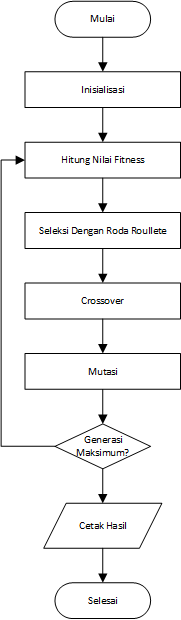 Mulai
Inisialisasi
Hitung Nilai Fitness
Seleksi Dengan Roda Roullete
Crossover
Mutasi
Generasi
Maksimum?
Cetak Hasil
Selesai